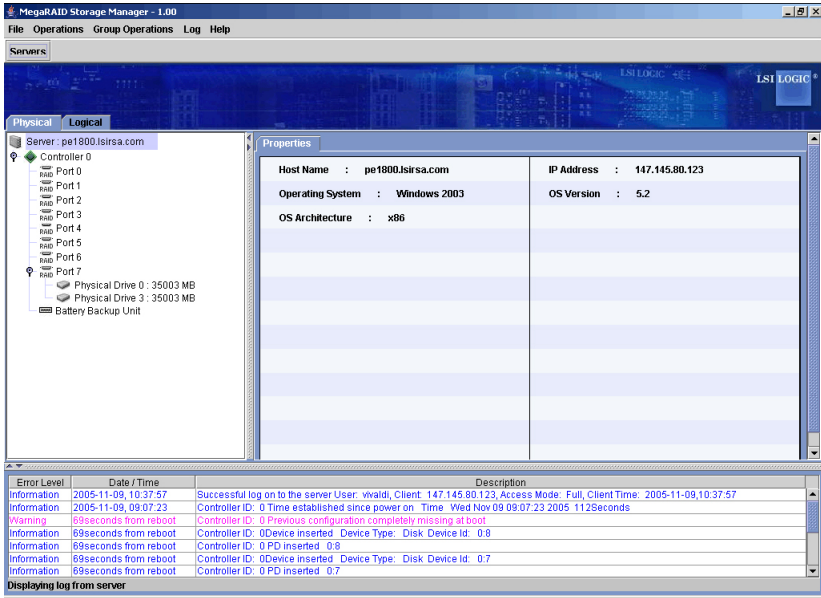 MegaRAID Storage Manager - 1.00
File Operations Group Operations Log Help
Servers
LSI LOGIC
LSI LOGIC ®
Physical Logical
Server : pe1800.lsirsa.com
Controller 0
RAID Port 0
RAID Port 1
RAID Port 2
RAID Port 3
RAID Port 4
RAID Port 5
RAID Port 6
RAID Port 7
Physical Drive 0 : 35003 MB
Physical Drive 3 : 35003 MB
Battery Backup Unit
Properties
Host Name : pe1800.lsirsa.com IP Address : 147.145.80.123
Operating System : Windows 2003 OS Version : 5.2
OS Architecture : x86
Error Level Date / Time Description
Information 2005-11-09, 10:37:57 Successful log on to the server User: vivaldi, Client: 147.145.80.123, Access Mode: Full, Client Time: 2005-11-09,10:37:57
Information 2005-11-09, 09:07:23 Controller ID: 0 Time established since power on Time Wed Nov 09 09:07:23 2005 112Seconds
Warning 69seconds from reboot Controller ID: 0 Previous configuration completely missing at boot
Information 69seconds from reboot Controller ID: 0Device inserted Device Type: Disk Device Id: 0:8
Information 69seconds from reboot Controller ID: 0 PD inserted 0:8
Information 69seconds from reboot Controller ID: 0Device inserted Device Type: Disk Device Id: 0:7
Information 69seconds from reboot Controller ID: 0 PD inserted 0:7
Displaying log from server